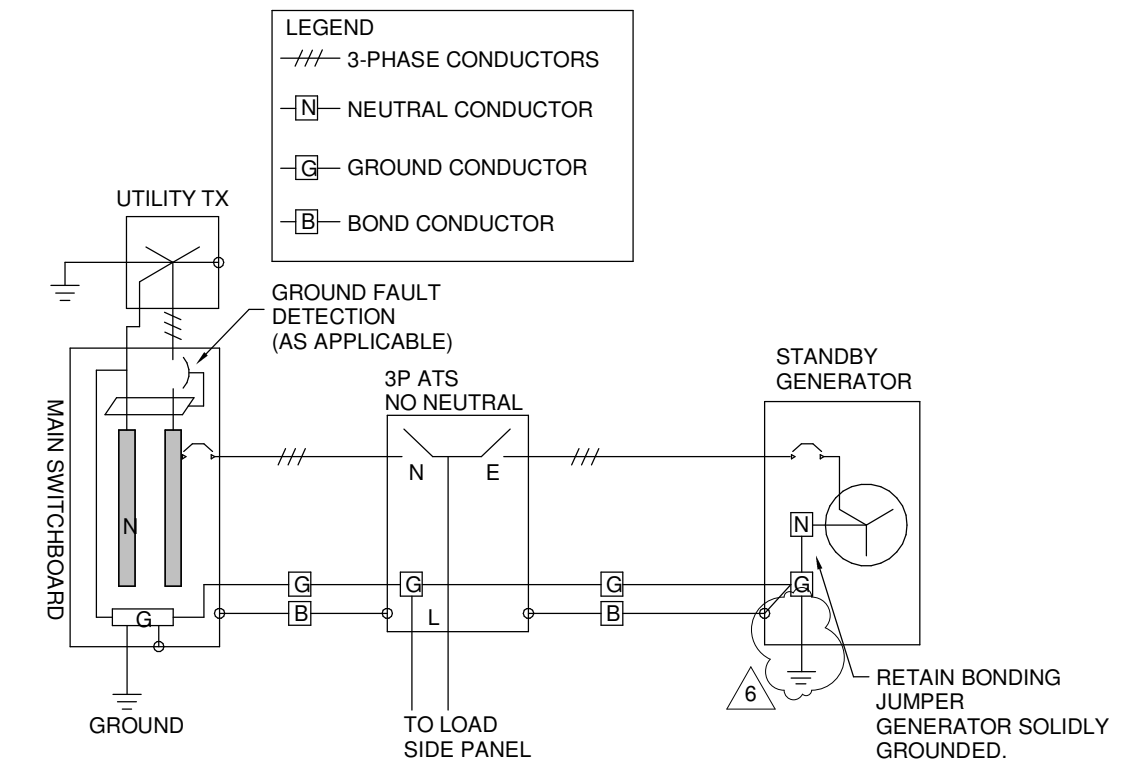 LEGEND
3-PHASE CONDUCTORS
N NEUTRAL CONDUCTOR
G GROUND CONDUCTOR
B BOND CONDUCTOR
UTILITY TX
GROUND FAULT
DETECTION
(AS APPLICABLE)
3P ATS
NO NEUTRAL
STANDBY
GENERATOR
MAIN SWITCHBOARD
N
N E
N
G G G G
G B L B
6
GROUND
TO LOAD
SIDE PANEL
RETAIN BONDING
JUMPER
GENERATOR SOLIDLY
GROUNDED.